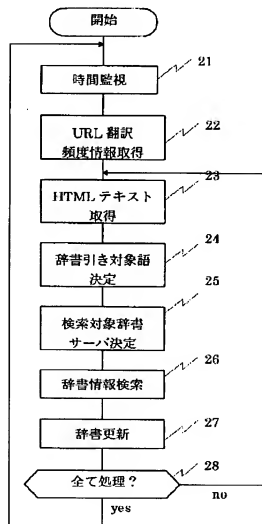 開始
時間監視
21
URL 翻訳
頻度情報取得
22
HTML テキスト
取得
23
辞書引き対象語
決定
24
検索対象辞書
サーバ決定
25
辞書情報検索
26
辞書更新
27
全て処理？
28
no
yes